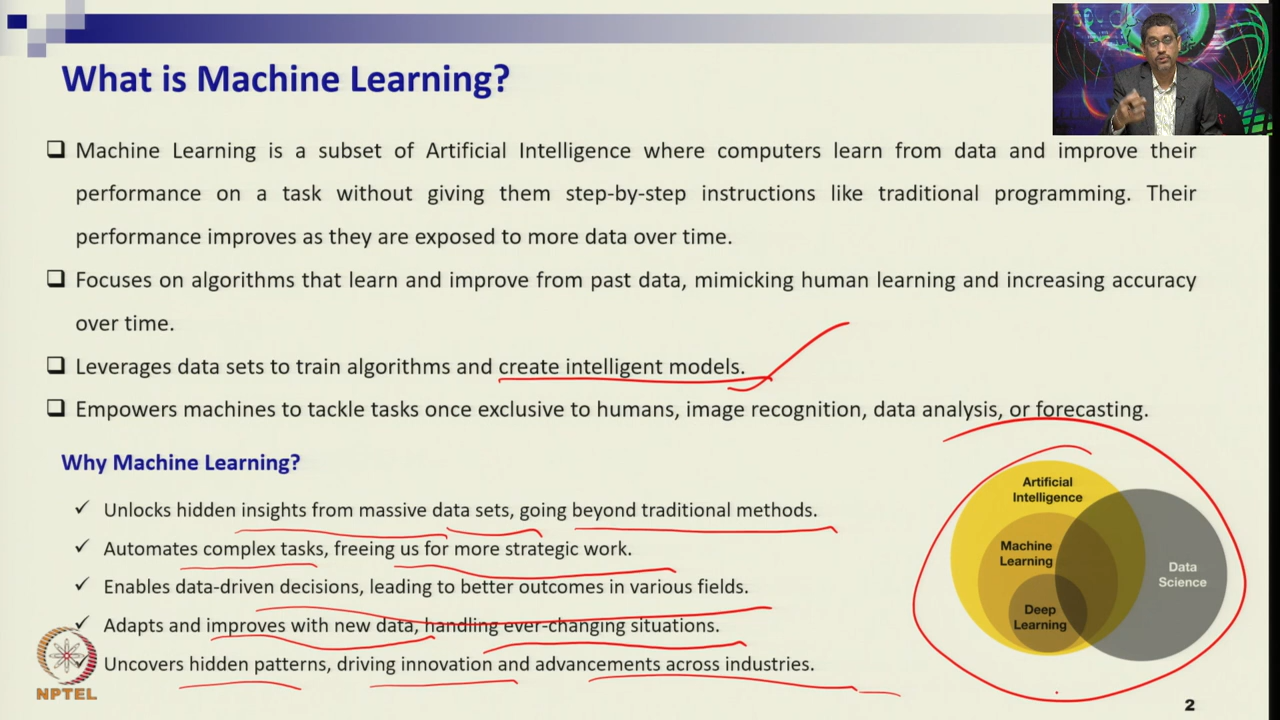 What is Machine Learning?
❑ Machine Learning is a subset of Artificial Intelligence where computers learn from data and improve their
performance on a task without giving them step-by-step instructions like traditional programming. Their
performance improves as they are exposed to more data over time.
❑ Focuses on algorithms that learn and improve from past data, mimicking human learning and increasing accuracy
over time.
❑ Leverages data sets to train algorithms and create intelligent models.
❑ Empowers machines to tackle tasks once exclusive to humans, image recognition, data analysis, or forecasting.
Why Machine Learning?
✓ Unlocks hidden insights from massive data sets, going beyond traditional methods.
✓ Automates complex tasks, freeing us for more strategic work.
✓ Enables data-driven decisions, leading to better outcomes in various fields.
✓ Adapts and improves with new data, handling ever-changing situations.
✓ Uncovers hidden patterns, driving innovation and advancements across industries.
Artificial
Intelligence
Machine
Learning
Deep
Learning
Data
Science
NPTEL
2